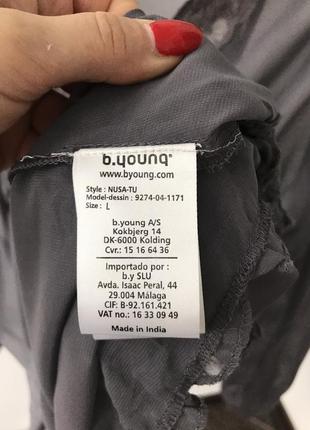 b.young®
www.byoung.com
Style : NUSA-TU
Model-dessin : 9274-04-1171
Size : L
b.young A/S
Kokbjerg 14
DK-6000 Kolding
Cvr.: 15 16 64 36
Importado por :
b.y SLU
Avda. Isaac Peral, 44
29.004 Málaga
CIF: B-92.161.421
VAT no.: 16 33 09 49
Made in India